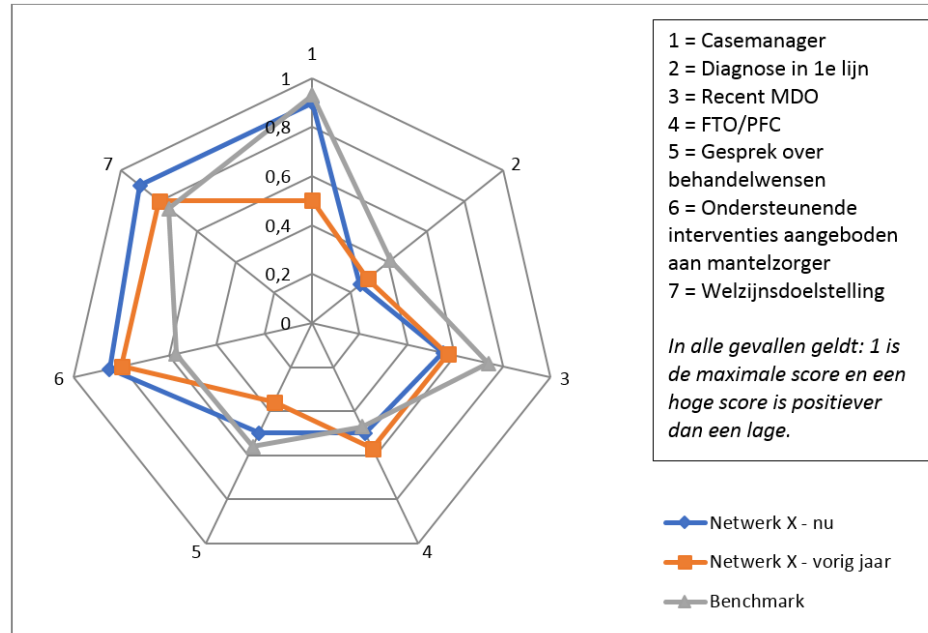 1
1
0,8
0,6
0,4
0,2
0
2
3
4
5
6
7
1 = Casemanager
2 = Diagnose in 1e lijn
3 = Recent MDO
4 = FTO/PFC
5 = Gesprek over
behandelwensen
6 = Ondersteunende
interventies aangeboden
aan mantelzorger
7 = Welzijnsdoelstelling
In alle gevallen geldt: 1 is
de maximale score en een
hoge score is positiever
dan een lage.
Netwerk X - nu
Netwerk X - vorig jaar
Benchmark